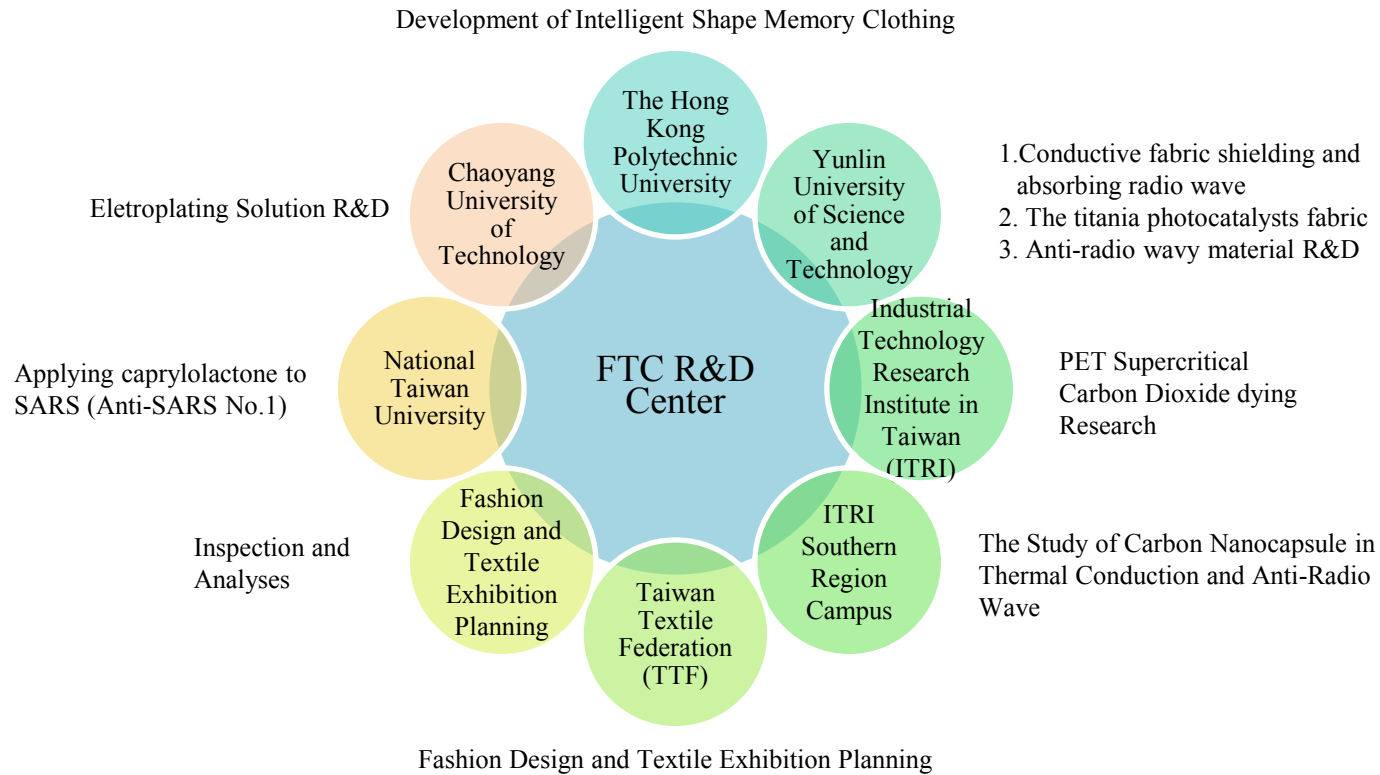 Development of Intelligent Shape Memory Clothing
The Hong
Kong
Polytechnic
University
Yunlin
University
of Science
and
Technology
1.Conductive fabric shielding and
absorbing radio wave
2. The titania photocatalysts fabric
3. Anti-radio wavy material R&D
Industrial
Technology
Research
Institute in
Taiwan
(ITRI)
PET Supercritical
Carbon Dioxide dying
Research
ITRI
Southern
Region
Campus
The Study of Carbon Nanocapsule in
Thermal Conduction and Anti-Radio
Wave
Taiwan
Textile
Federation
(TTF)
Fashion Design and Textile Exhibition Planning
Fashion
Design and
Textile
Exhibition
Planning
Inspection and
Analyses
National
Taiwan
University
Applying caprylolactone to
SARS (Anti-SARS No.1)
Chaoyang
University
of
Technology
Eletroplating Solution R&D
FTC R&D
Center